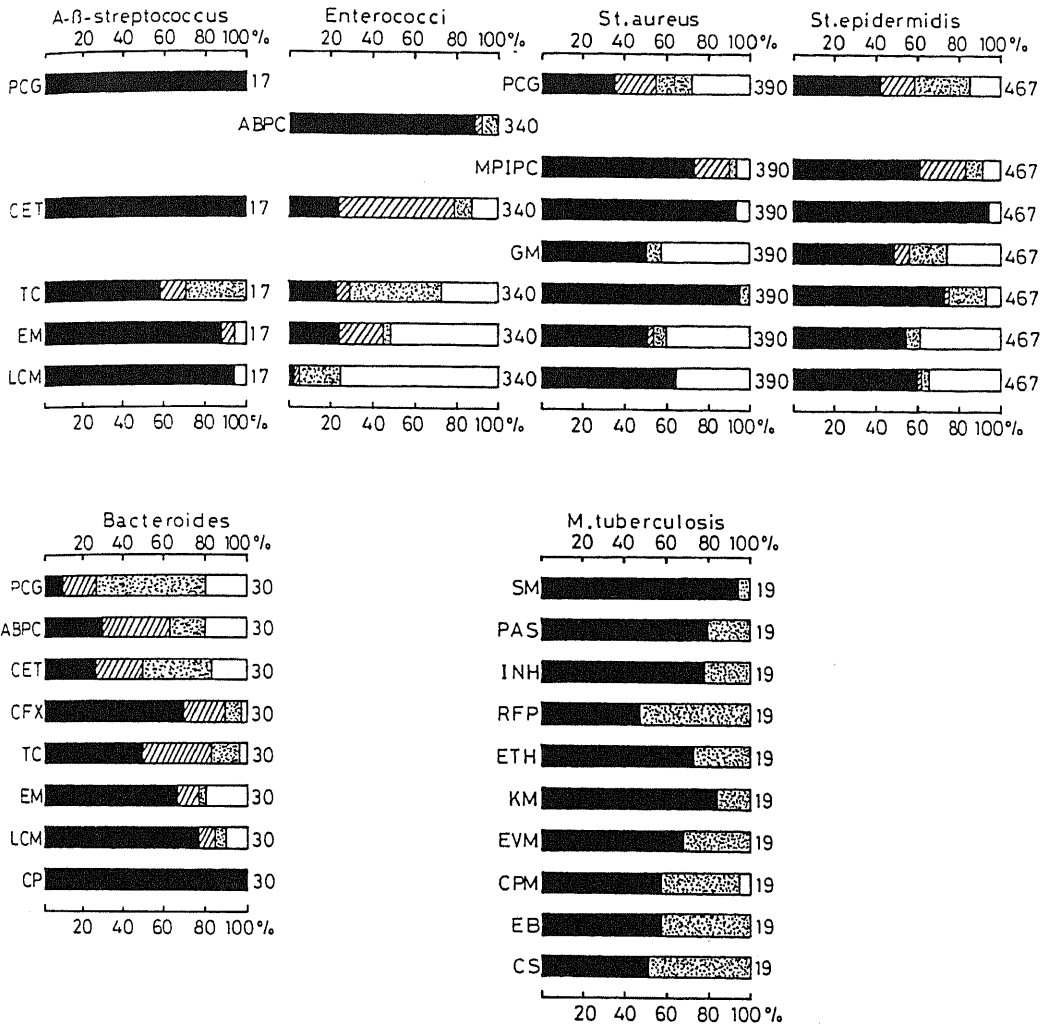 A-ß-streptococcus Enterococci St.aureus St.epidermidis
20 40 60 80 100% 20 40 60 80 100% 20 40 60 80 100% 20 40 60 80 100%
PCG 17 PCG 390 467
ABPC 340
MPIPC 390 467
CET 17 340 390 467
GM 390 467
TC 17 340 390 467
EM 17 340 390 467
LCM 17 340 390 467
20 40 60 80 100% 20 40 60 80 100% 20 40 60 80 100% 20 40 60 80 100%
Bacteroides
20 40 60 80 100%
PCG 30
ABPC 30
CET 30
CFX 30
TC 30
EM 30
LCM 30
CP 30
20 40 60 80 100%
M.tuberculosis
20 40 60 80 100%
SM 19
PAS 19
INH 19
RFP 19
ETH 19
KM 19
EVM 19
CPM 19
EB 19
CS 19
20 40 60 80 100%